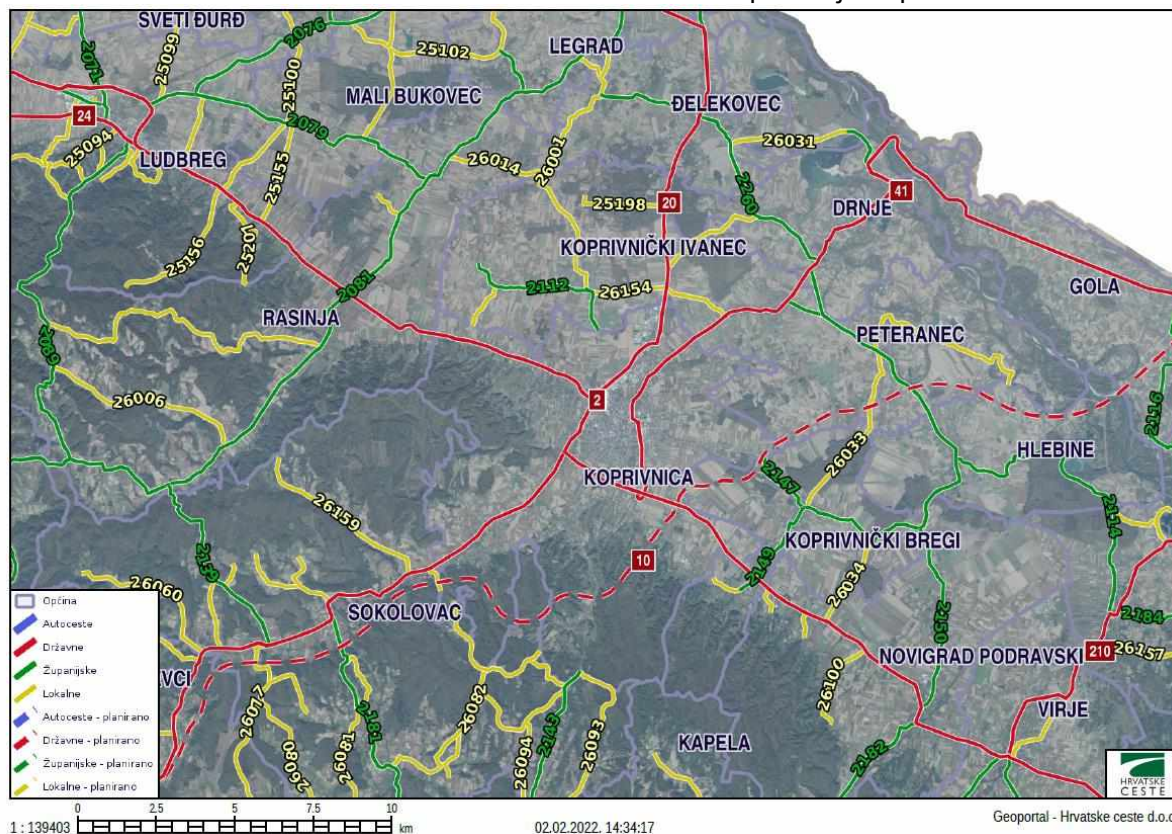 SVETI ĐURĐ
2076
25102
LEGRAD
2071
25099
25100
MALI BUKOVEC
ĐELEKOVEC
24
2079
26031
25094
LUDBREG
26014
26001
25155
2260
41
25198
20
DRNJE
25156
25201
KOPRIVNIČKI IVANEC
2081
2112
26154
GOLA
RASINJA
PETERANEC
2089
26006
2
2116
HLEBINE
26033
KOPRIVNICA
2147
26159
2114
KOPRIVNIČKI BREGI
2159
10
2149
26034
26060
SOKOLOVAC
2150
2184
NOVIGRAD PODRAVSKI
210
26157
VCI
26100
26077
2181
26082
VIRJE
26080
26081
2143
26094
26093
KAPELA
2182
Općina
Autoceste
Državne
Županijske
Lokalne
Autoceste - planirano
Državne - planirano
Županijske - planirano
Lokalne - planirano
HRVATSKE
CESTE
0 2.5 5 7.5 10
km
1 : 139403
02.02.2022. 14:34:17
Geoportal - Hrvatske ceste d.o.o